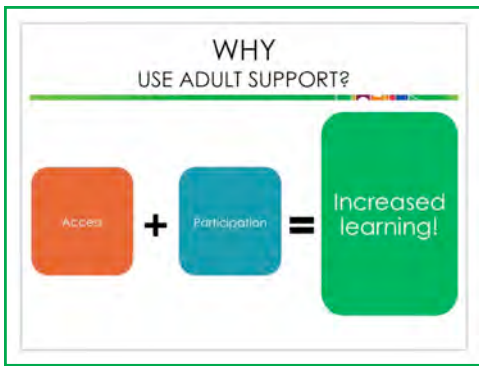 WHY
USE ADULT SUPPORT?
Access + Participation = Increased
learning!